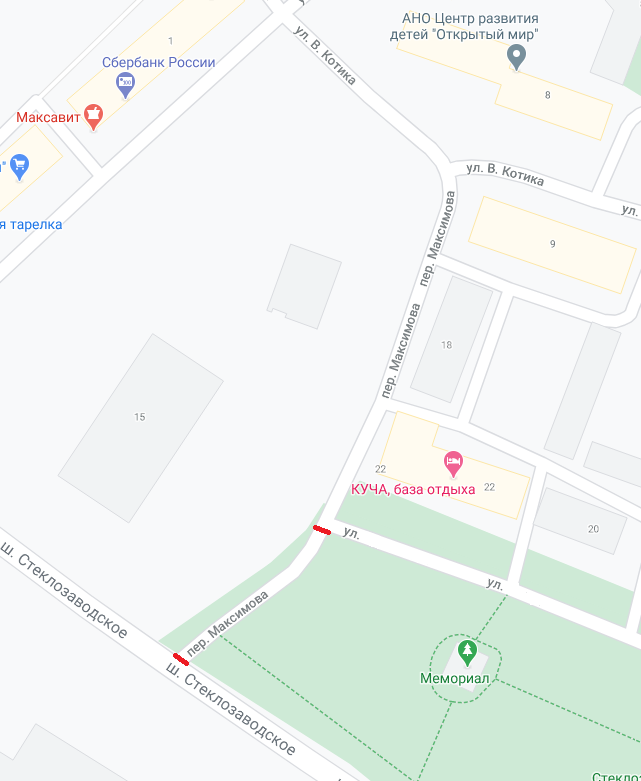 АНО Центр развития
детей "Открытый мир"
ул. В. Котика
1
Сбербанк России
100
8
Максавит
"
ул. В. Котика
ул.
я тарелка
пер. Максимова
9
пер. Максимова
18
15
22
КУЧА, база отдыха
22
20
ул.
ш. Стеклозаводское
ул.
пер. Максимова
Мемориал
ш. Стеклозаводское
Стекло